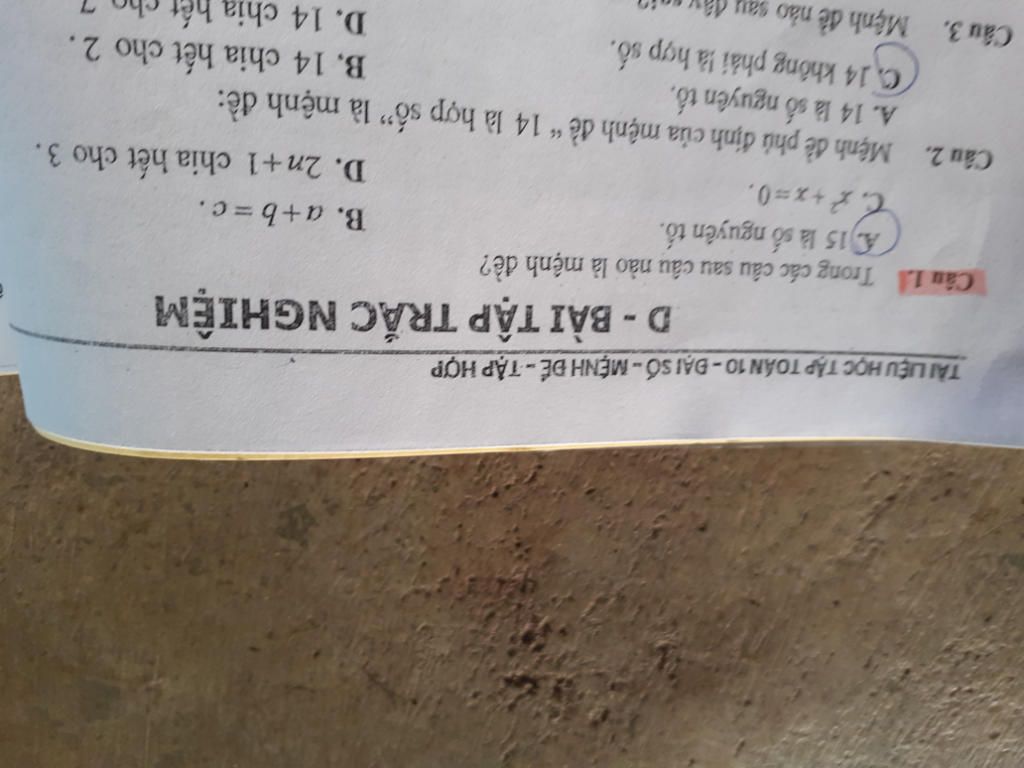 TÀI LIỆU HỌC TẬP TOÁN 10 – ĐẠI SỐ – MỆNH ĐỀ – TẬP HỢP
D - BÀI TẬP TRẮC NGHIỆM
Câu 1. Trong các câu sau câu nào là mệnh đề?
A. 15 là số nguyên tố. B. a + b = c.
C. x² + x = 0. D. 2n + 1 chia hết cho 3.
Câu 2. Mệnh đề phủ định của mệnh đề “ 14 là hợp số” là mệnh đề:
A. 14 là số nguyên tố. B. 14 chia hết cho 2.
C. 14 không phải là hợp số. D. 14 chia hết cho 7
Câu 3. Mệnh đề nào sau đây sai?